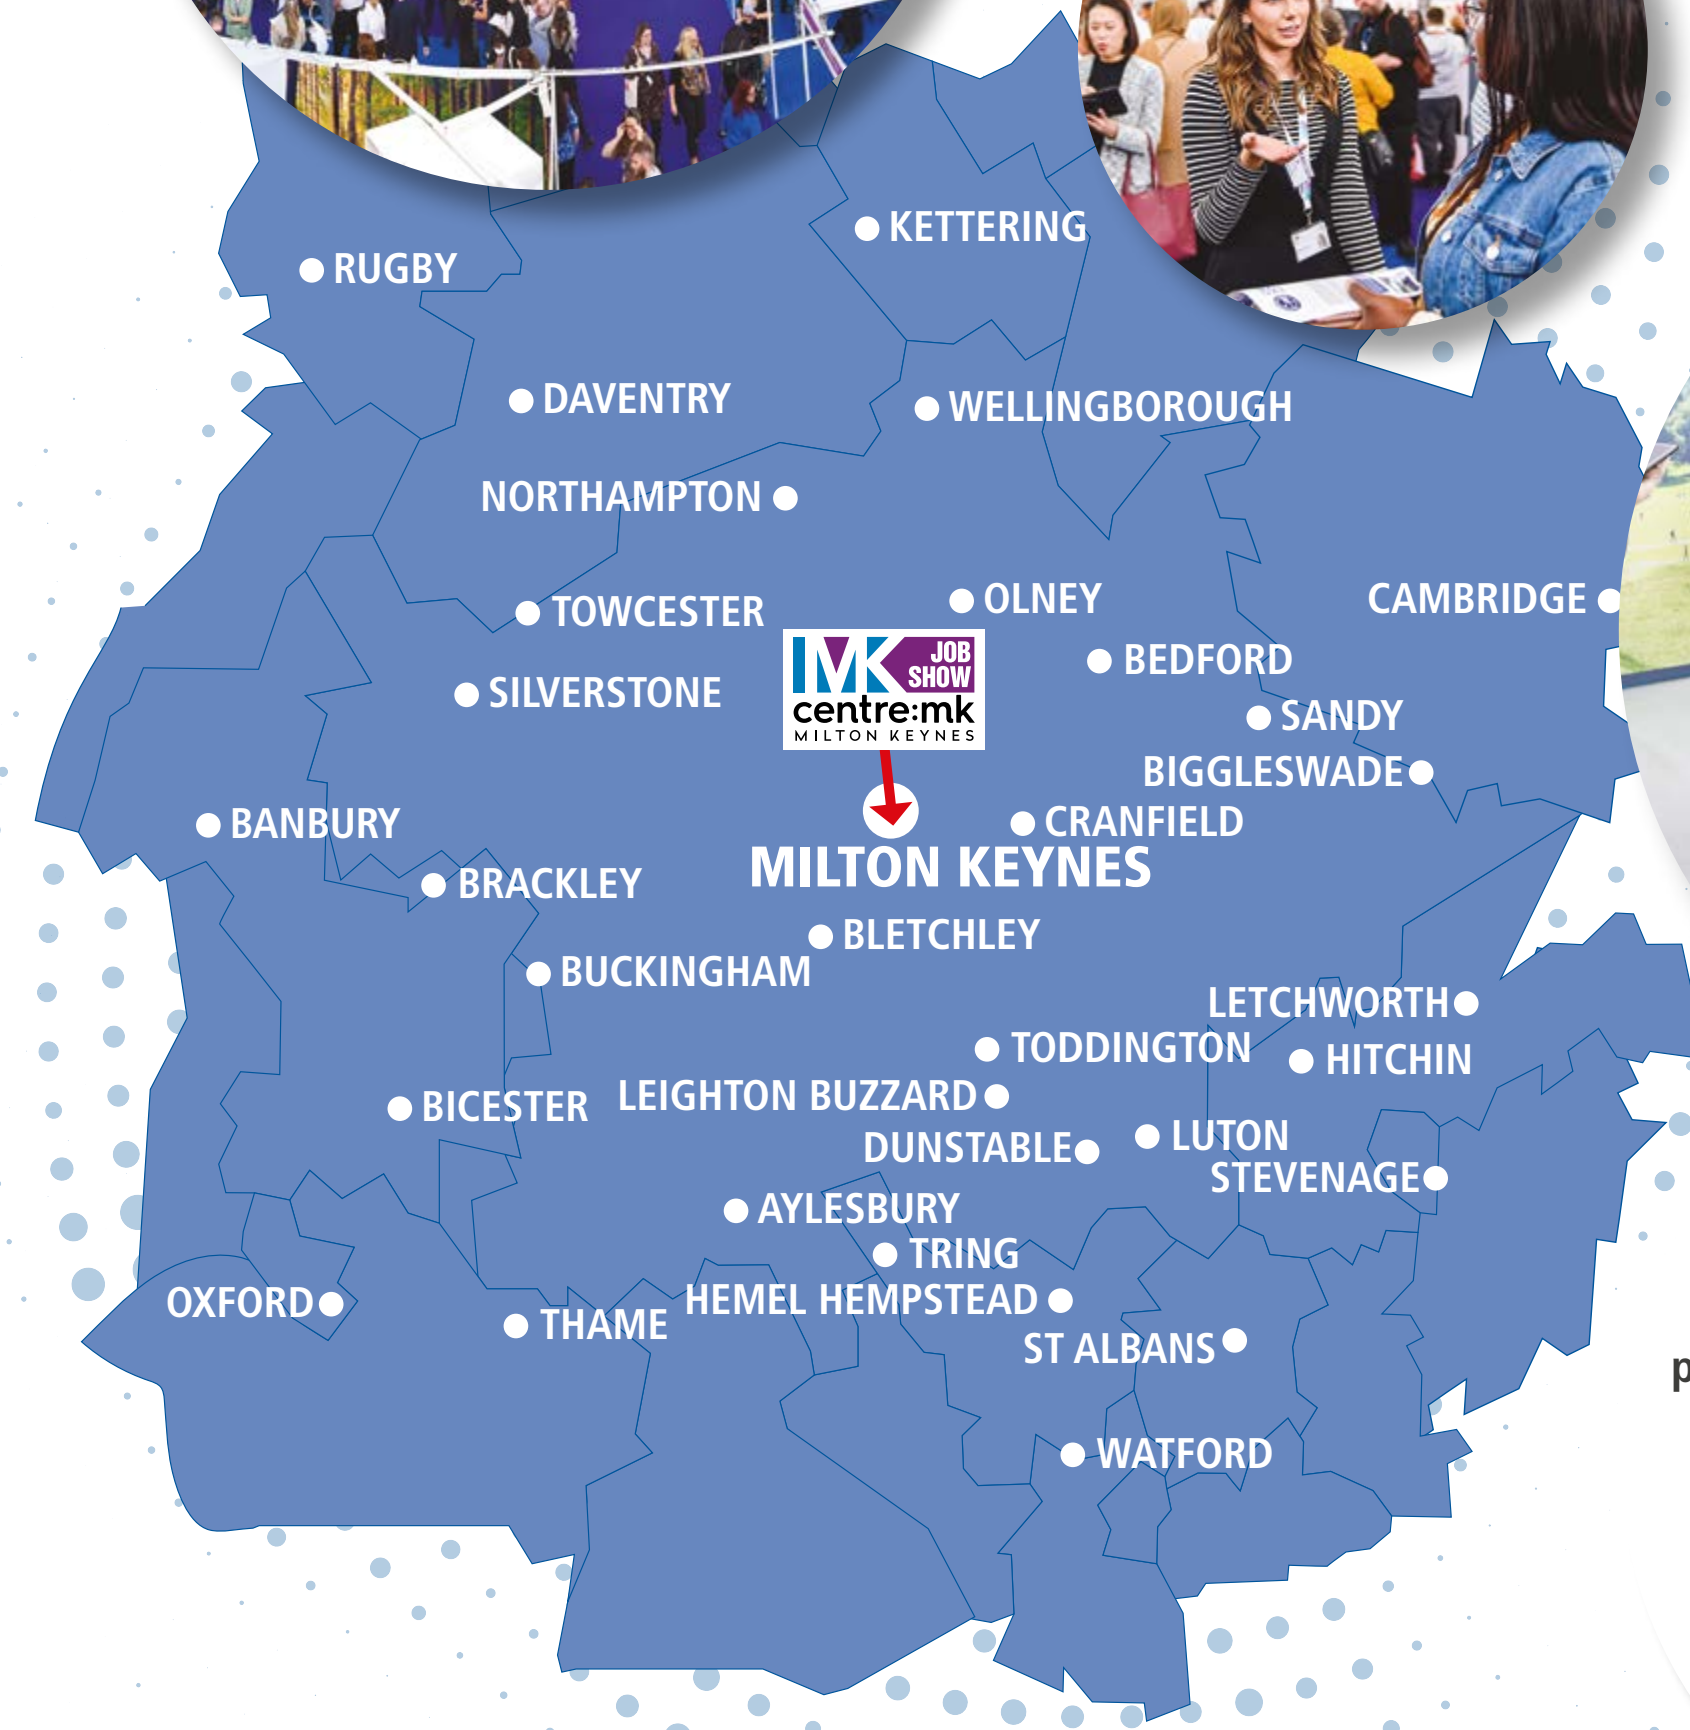 KETTERING
RUGBY
DAVENTRY
WELLINGBOROUGH
NORTHAMPTON
OLNEY
CAMBRIDGE
TOWCESTER
MK JOB SHOW
centre:mk
MILTON KEYNES
BEDFORD
SILVERSTONE
SANDY
BIGGLESWADE
BANBURY
CRANFIELD
MILTON KEYNES
BRACKLEY
BLETCHLEY
BUCKINGHAM
LETCHWORTH
TODDINGTON
HITCHIN
LEIGHTON BUZZARD
BICESTER
LUTON
DUNSTABLE
STEVENAGE
AYLESBURY
TRING
HEMEL HEMPSTEAD
OXFORD
THAME
ST ALBANS
p
WATFORD